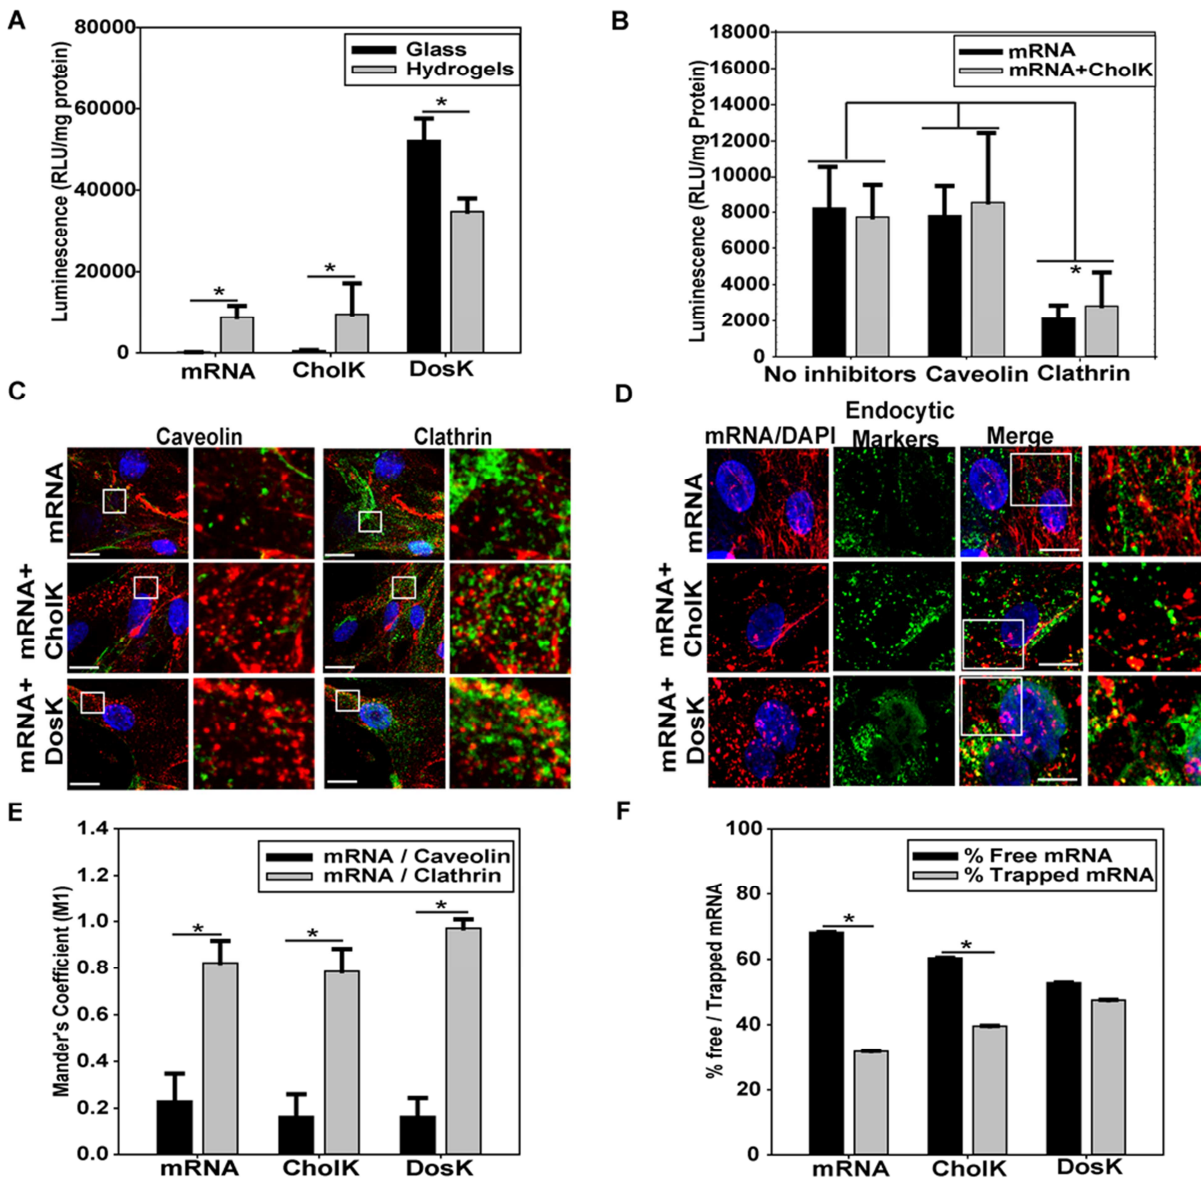 A
Luminescence (RLU/mg protein)
80000
60000
40000
20000
0
Glass
Hydrogels
*
*
*
mRNA
CholK
DosK
B
Luminescence (RLU/mg Protein)
18000
16000
14000
12000
10000
8000
6000
4000
2000
0
mRNA
mRNA+CholK
*
No inhibitors
Caveolin
Clathrin
C
Caveolin
Clathrin
mRNA
mRNA+
CholK
mRNA+
DosK
D
mRNA/DAPI
Endocytic
Markers
Merge
mRNA
mRNA+
CholK
mRNA+
DosK
E
Mander's Coefficient (M1)
1.4
1.2
1.0
0.8
0.6
0.4
0.2
0.0
mRNA / Caveolin
mRNA / Clathrin
*
*
*
mRNA
CholK
DosK
F
% free / Trapped mRNA
100
80
60
40
20
0
% Free mRNA
% Trapped mRNA
*
*
mRNA
CholK
DosK